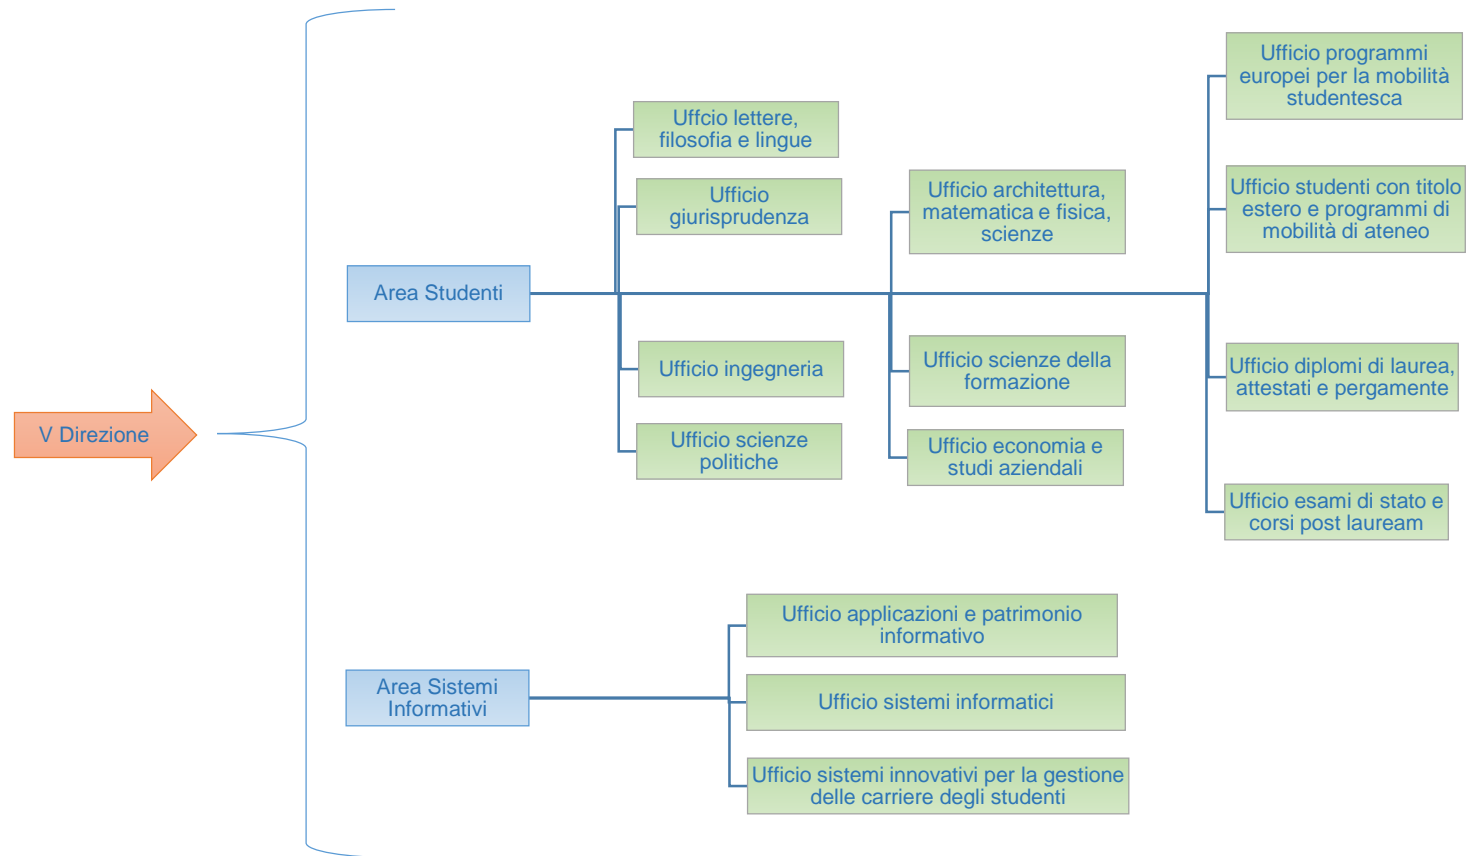 V Direzione
Area Studenti
Uffcio lettere,
filosofia e lingue
Ufficio
giurisprudenza
Ufficio ingegneria
Ufficio scienze
politiche
Ufficio architettura,
matematica e fisica,
scienze
Ufficio scienze della
formazione
Ufficio economia e
studi aziendali
Ufficio programmi
europei per la mobilità
studentesca
Ufficio studenti con titolo
estero e programmi di
mobilità di ateneo
Ufficio diplomi di laurea,
attestati e pergamente
Ufficio esami di stato e
corsi post lauream
Area Sistemi
Informativi
Ufficio applicazioni e patrimonio
informativo
Ufficio sistemi informatici
Ufficio sistemi innovativi per la gestione
delle carriere degli studenti